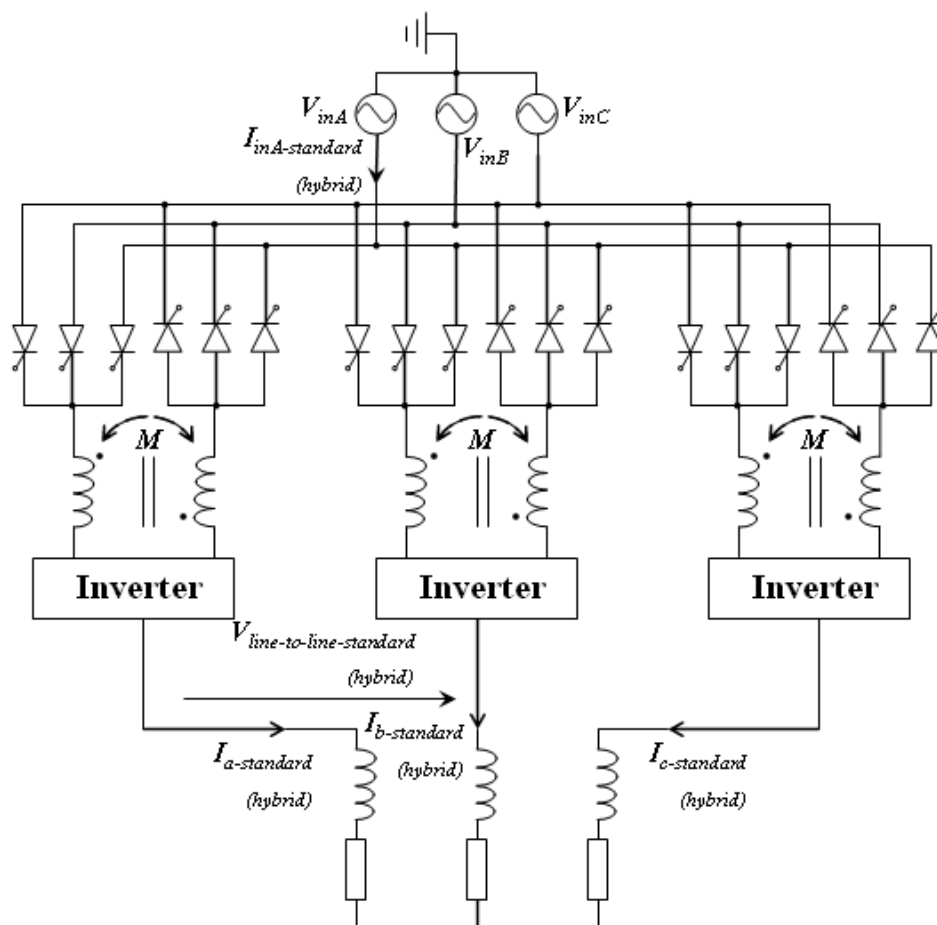 V_inA
V_inC
I_inA-standard
(hybrid)
V_inB
M M M
Inverter Inverter Inverter
V_line-to-line-standard
(hybrid)
I_a-standard
(hybrid)
I_b-standard
(hybrid)
I_c-standard
(hybrid)